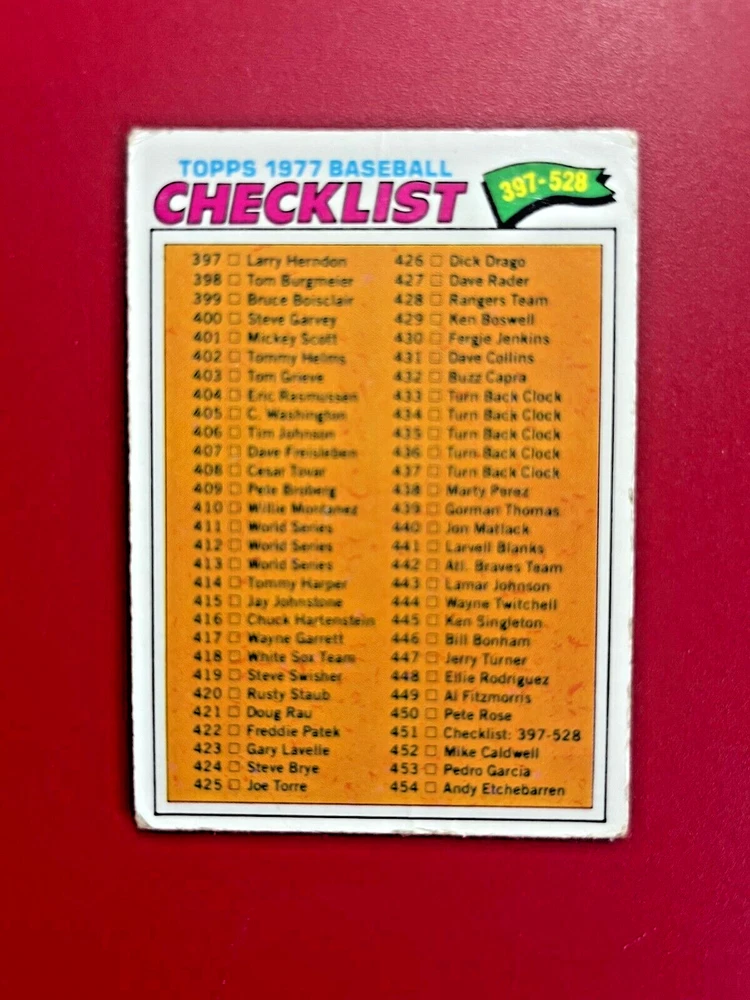 TOPPS 1977 BASEBALL
CHECKLIST
397-528
397 Larry Herndon
398 Tom Burgmeier
399 Bruce Boisclair
400 Steve Garvey
401 Mickey Scott
402 Tommy Helms
403 Tom Grieve
404 Eric Rasmussen
405 C. Washington
406 Tim Johnson
407 Dave Freisleben
408 Cesar Tovar
409 Pete Broberg
410 Willie Montanez
411 World Series
412 World Series
413 World Series
414 Tommy Harper
415 Jay Johnstone
416 Chuck Hartenstein
417 Wayne Garrett
418 White Sox Team
419 Steve Swisher
420 Rusty Staub
421 Doug Rau
422 Freddie Patek
423 Gary Lavelle
424 Steve Brye
425 Joe Torre
426 Dick Drago
427 Dave Rader
428 Rangers Team
429 Ken Boswell
430 Fergie Jenkins
431 Dave Collins
432 Buzz Capra
433 Turn Back Clock
434 Turn Back Clock
435 Turn Back Clock
436 Turn Back Clock
437 Turn Back Clock
438 Marty Perez
439 Gorman Thomas
440 Jon Matlack
441 Larvell Blanks
442 Atl. Braves Team
443 Lamar Johnson
444 Wayne Twitchell
445 Ken Singleton
446 Bill Bonham
447 Jerry Turner
448 Ellie Rodriguez
449 Al Fitzmorris
450 Pete Rose
451 Checklist: 397-528
452 Mike Caldwell
453 Pedro Garcia
454 Andy Etchebarren